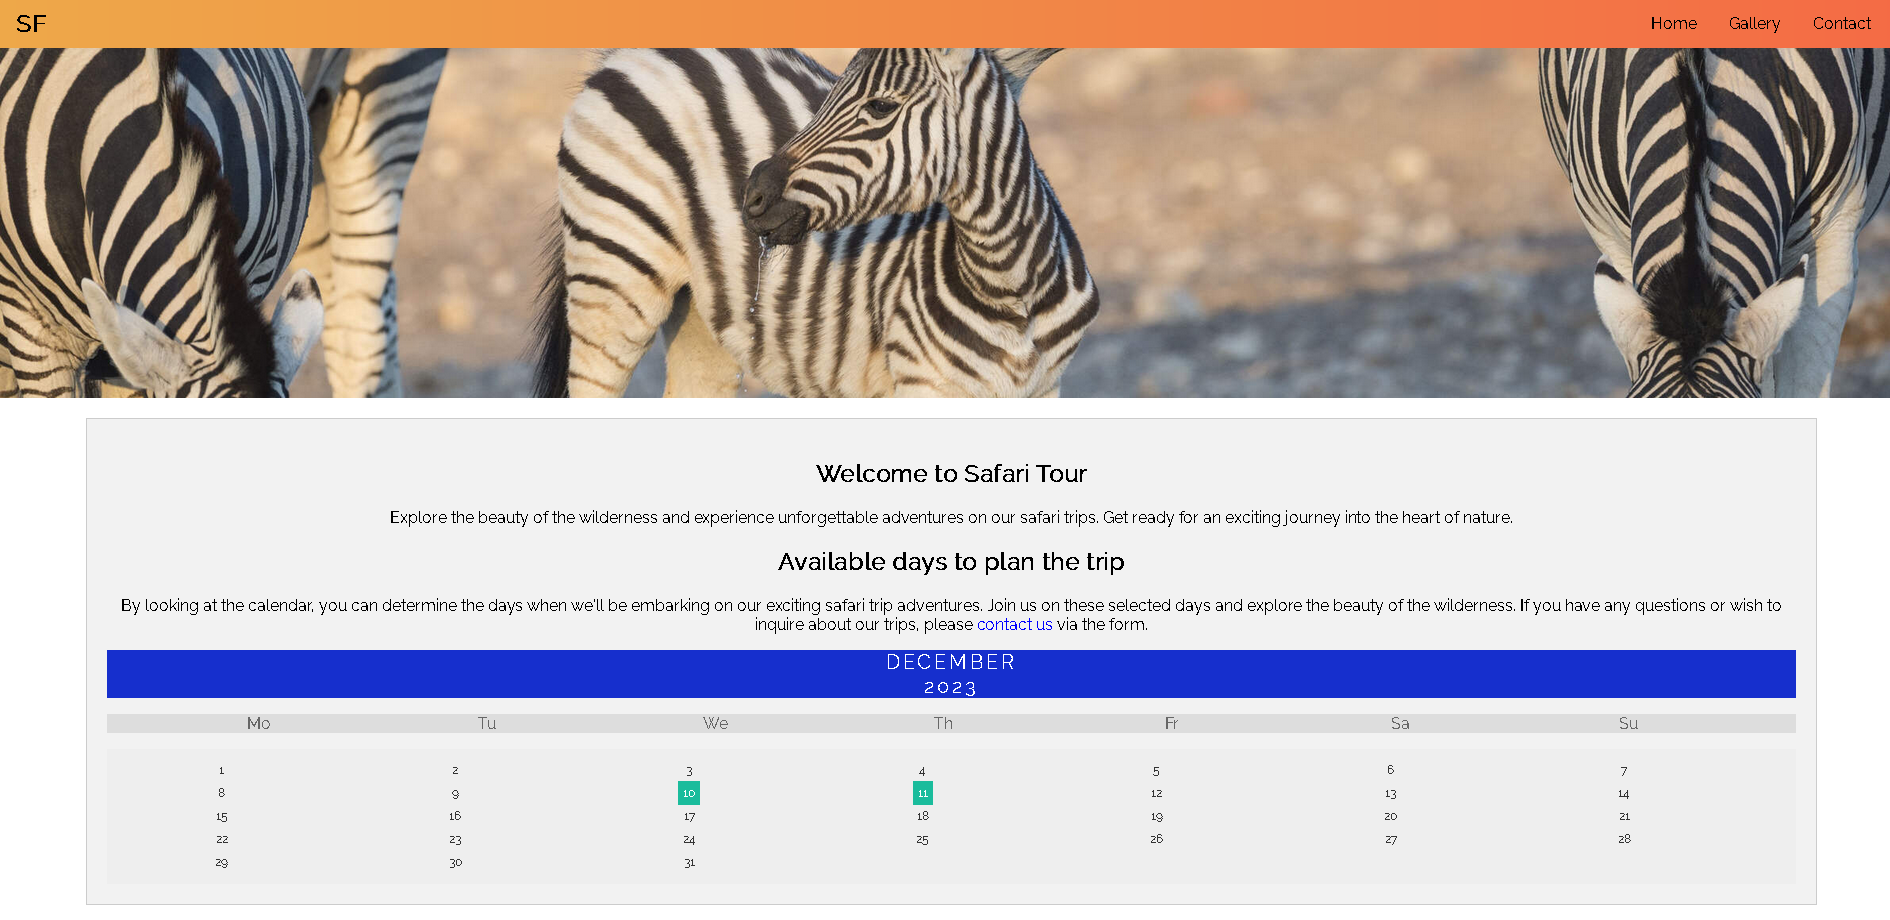 SF Home Gallery Contact
Welcome to Safari Tour
Explore the beauty of the wilderness and experience unforgettable adventures on our safari trips. Get ready for an exciting journey into the heart of nature.
Available days to plan the trip
By looking at the calendar, you can determine the days when we'll be embarking on our exciting safari trip adventures. Join us on these selected days and explore the beauty of the wilderness. If you have any questions or wish to
inquire about our trips, please contact us via the form.
DECEMBER
2023
Mo Tu We Th Fr Sa Su
1 2 3 4 5 6 7
8 9 10 11 12 13 14
15 16 17 18 19 20 21
22 23 24 25 26 27 28
29 30 31